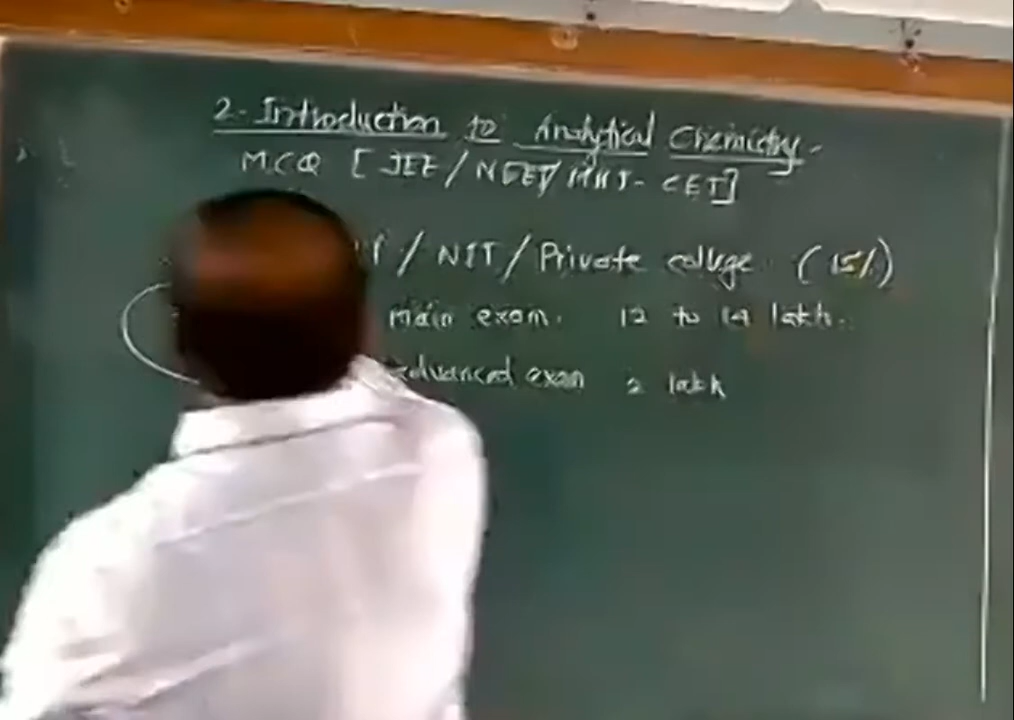 2- Introduction to Analytical Chemistry -
M.C.Q [JEE/NEET/MHT-CET]
/ NIT / Private college (15%)
Main exam. 12 to 14 lakh.
advanced exam 2 lakh